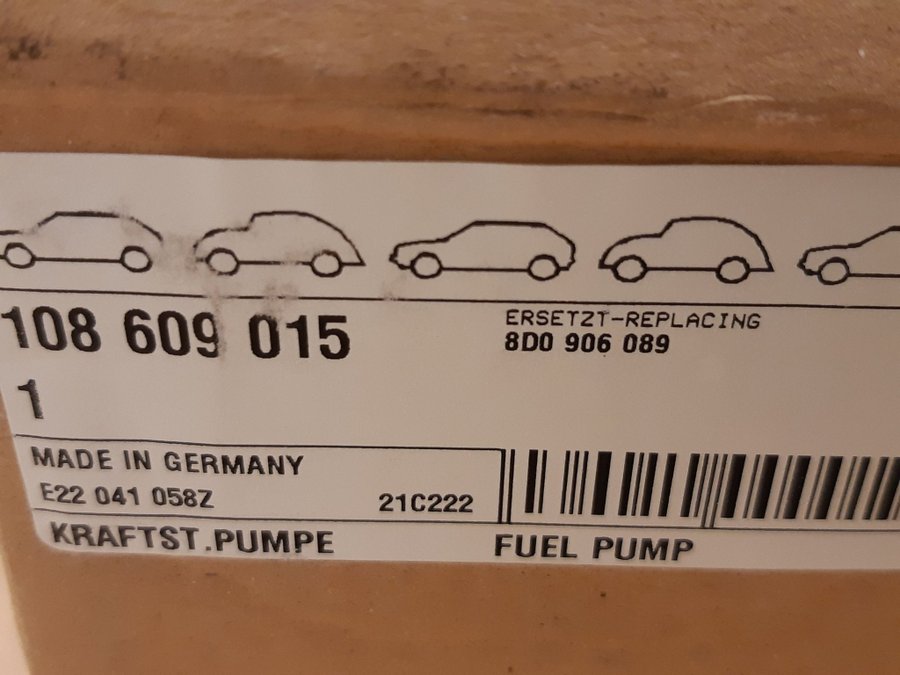 108 609 015
ERSETZT-REPLACING
8D0 906 089
1
MADE IN GERMANY
E22 041 058Z
21C222
KRAFTST.PUMPE
FUEL PUMP